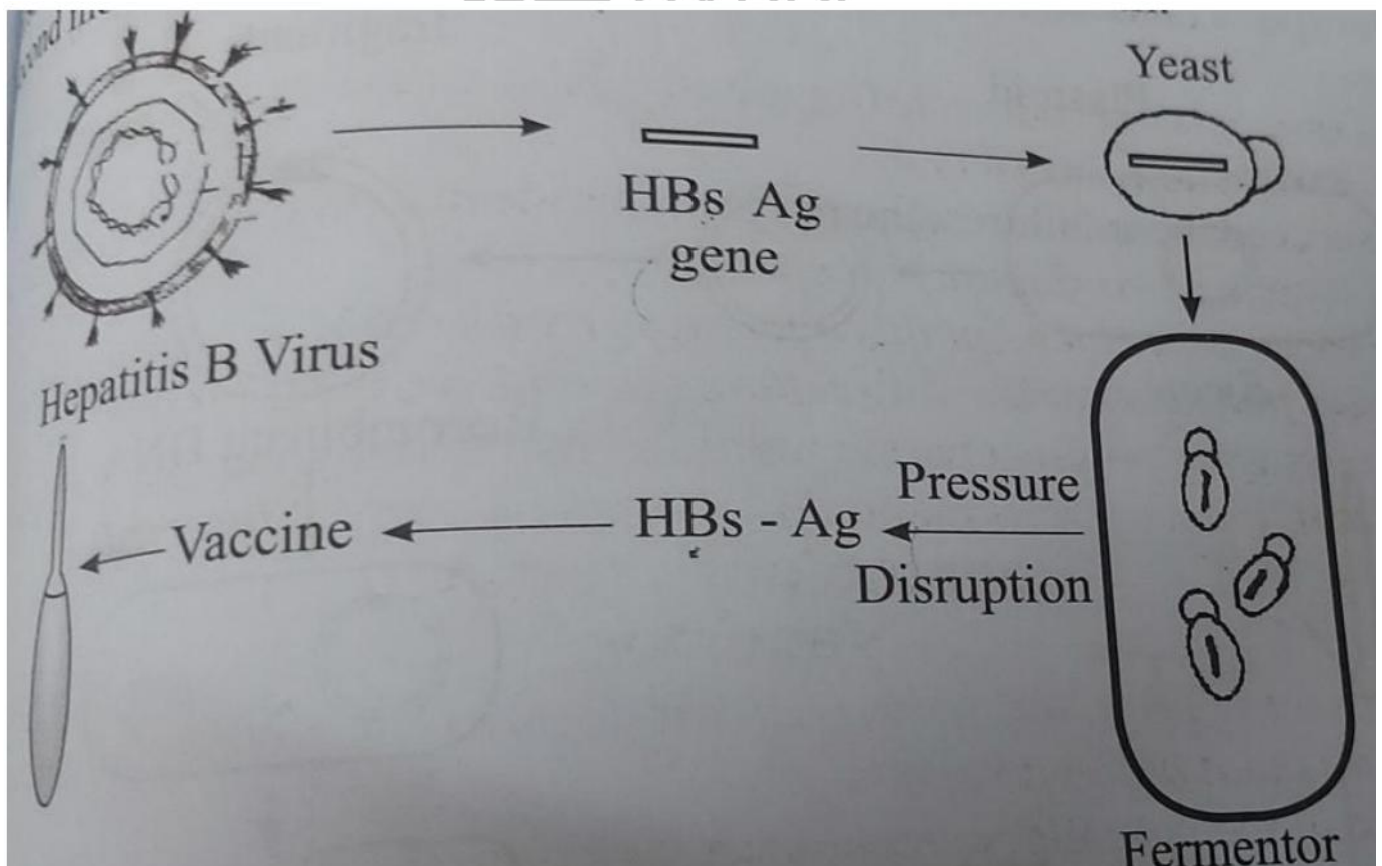 Yeast
HBs Ag
gene
Hepatitis B Virus
Pressure
Vaccine
HBs - Ag
Disruption
Fermentor